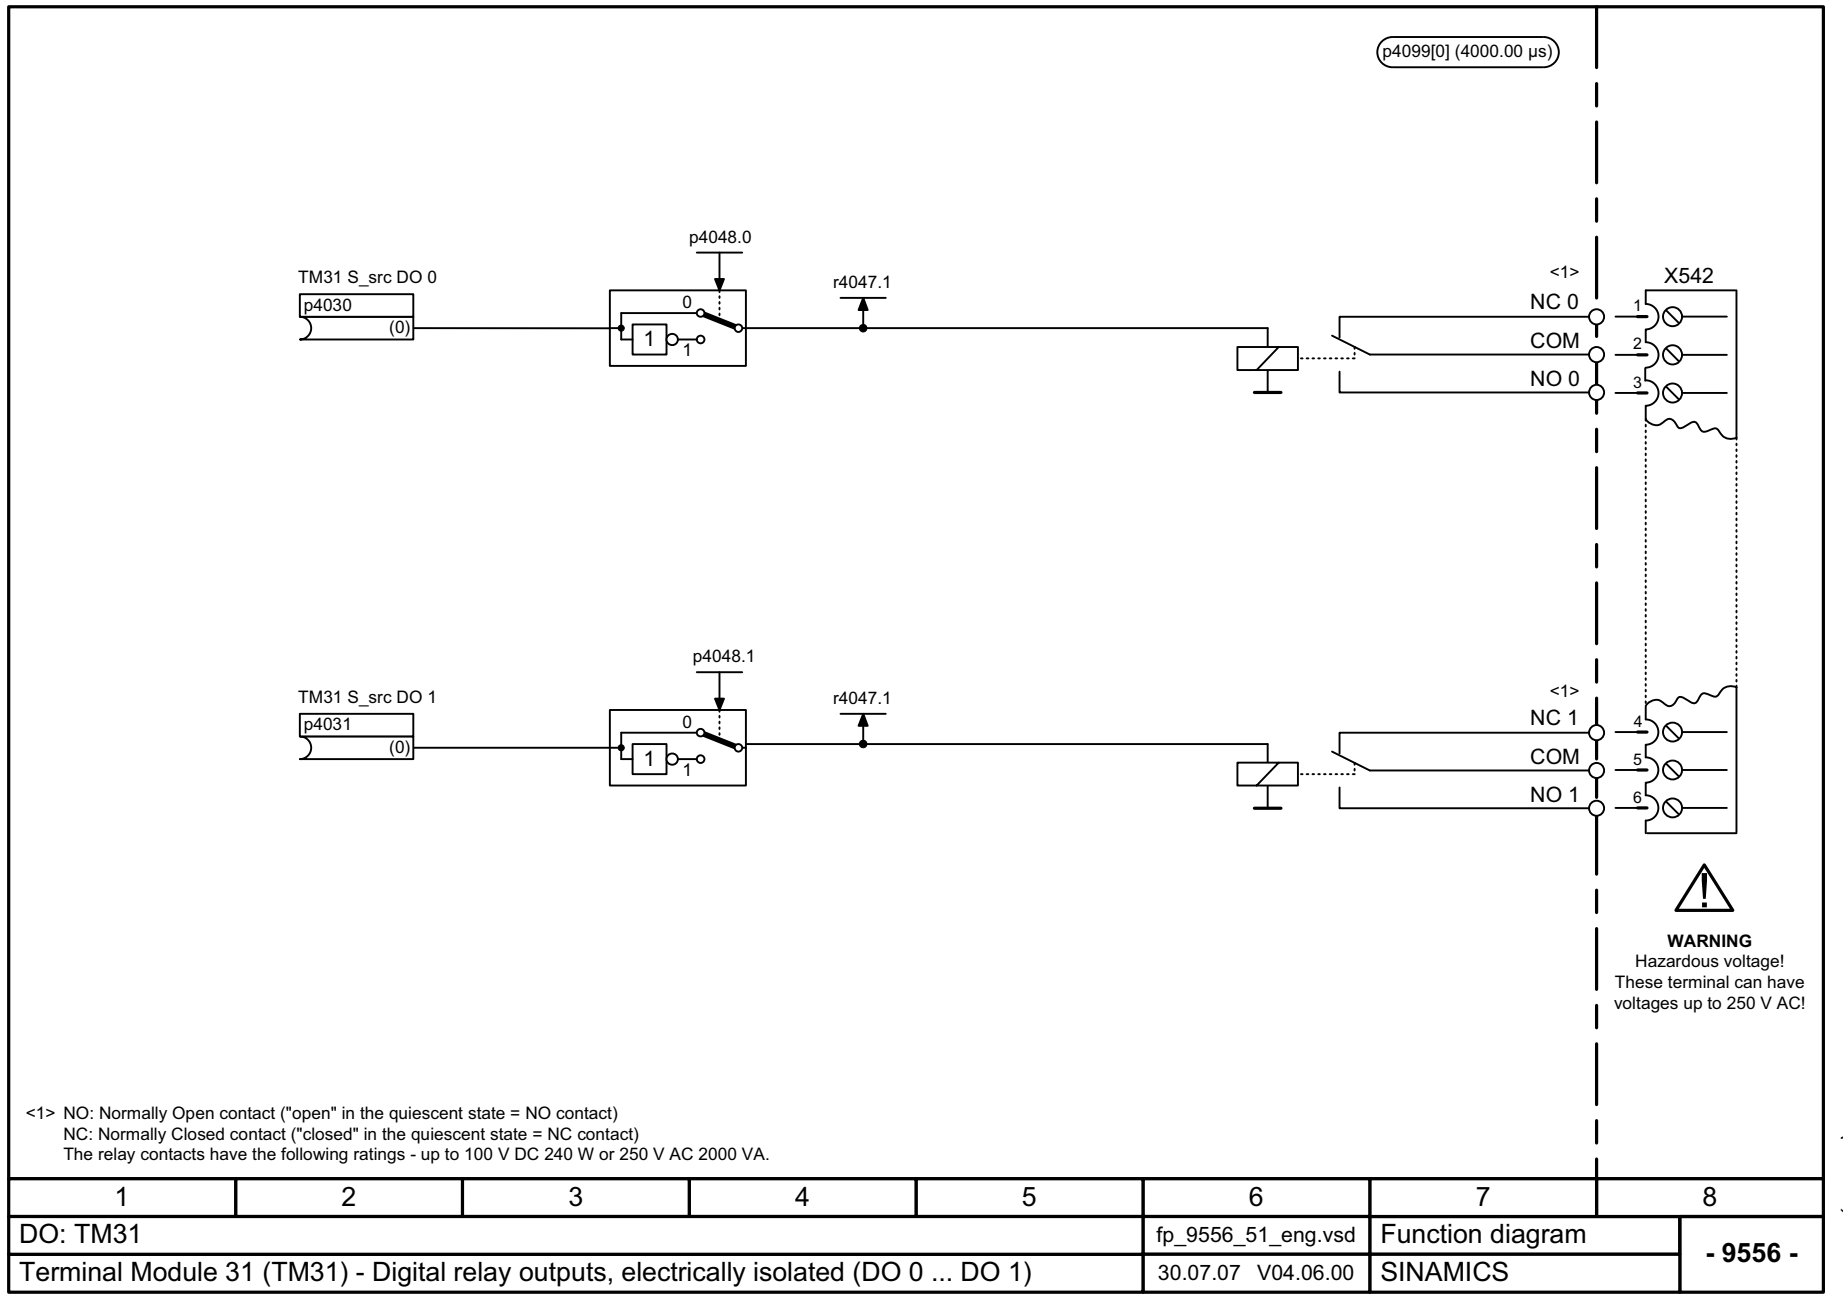 p4099[0] (4000.00 µs)
p4048.0
TM31 S_src DO 0
r4047.1
<1>
X542
p4030
0
NC 0
1
(0)
1
1
COM
2
NO 0
3
p4048.1
TM31 S_src DO 1
r4047.1
<1>
p4031
0
NC 1
4
(0)
1
1
COM
5
NO 1
6
WARNING
Hazardous voltage!
These terminal can have
voltages up to 250 V AC!
<1> NO: Normally Open contact ("open" in the quiescent state = NO contact)
NC: Normally Closed contact ("closed" in the quiescent state = NC contact)
The relay contacts have the following ratings - up to 100 V DC 240 W or 250 V AC 2000 VA.
1 2 3 4 5 6 7 8
DO: TM31
fp_9556_51_eng.vsd
Function diagram
- 9556 -
Terminal Module 31 (TM31) - Digital relay outputs, electrically isolated (DO 0 ... DO 1)
30.07.07 V04.06.00
SINAMICS